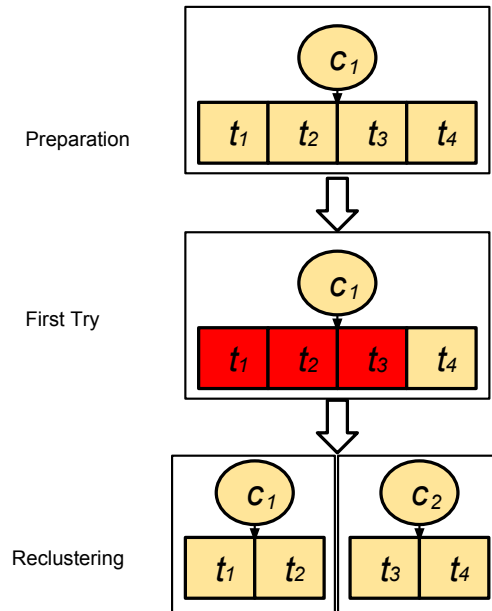 c1
Preparation
t1 t2 t3 t4
c1
First Try
t1 t2 t3 t4
c1 c2
Reclustering
t1 t2 t3 t4